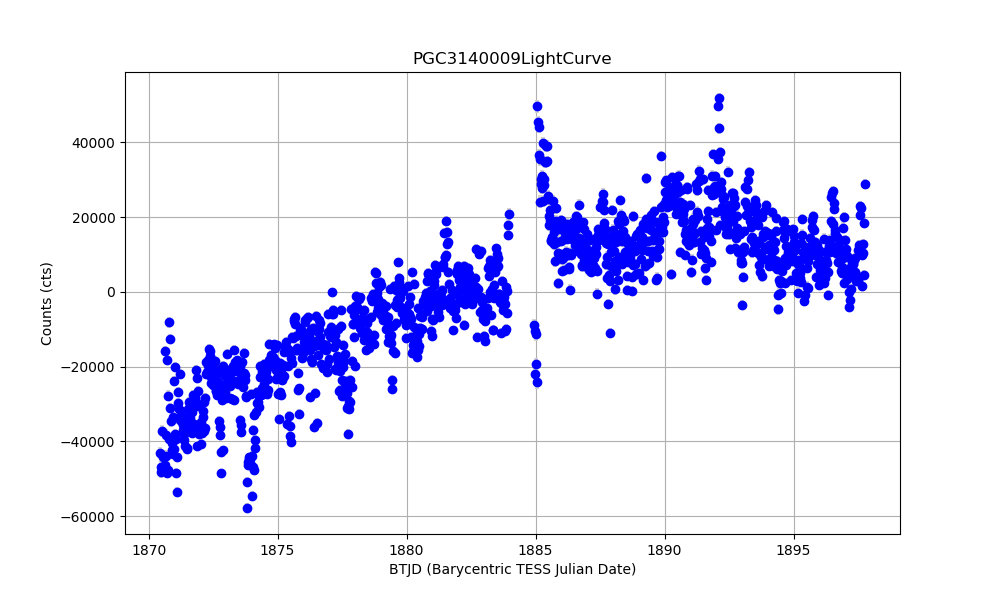 PGC3140009LightCurve
40000
20000
0
−20000
−40000
−60000
Counts (cts)
1870 1875 1880 1885 1890 1895
BTJD (Barycentric TESS Julian Date)